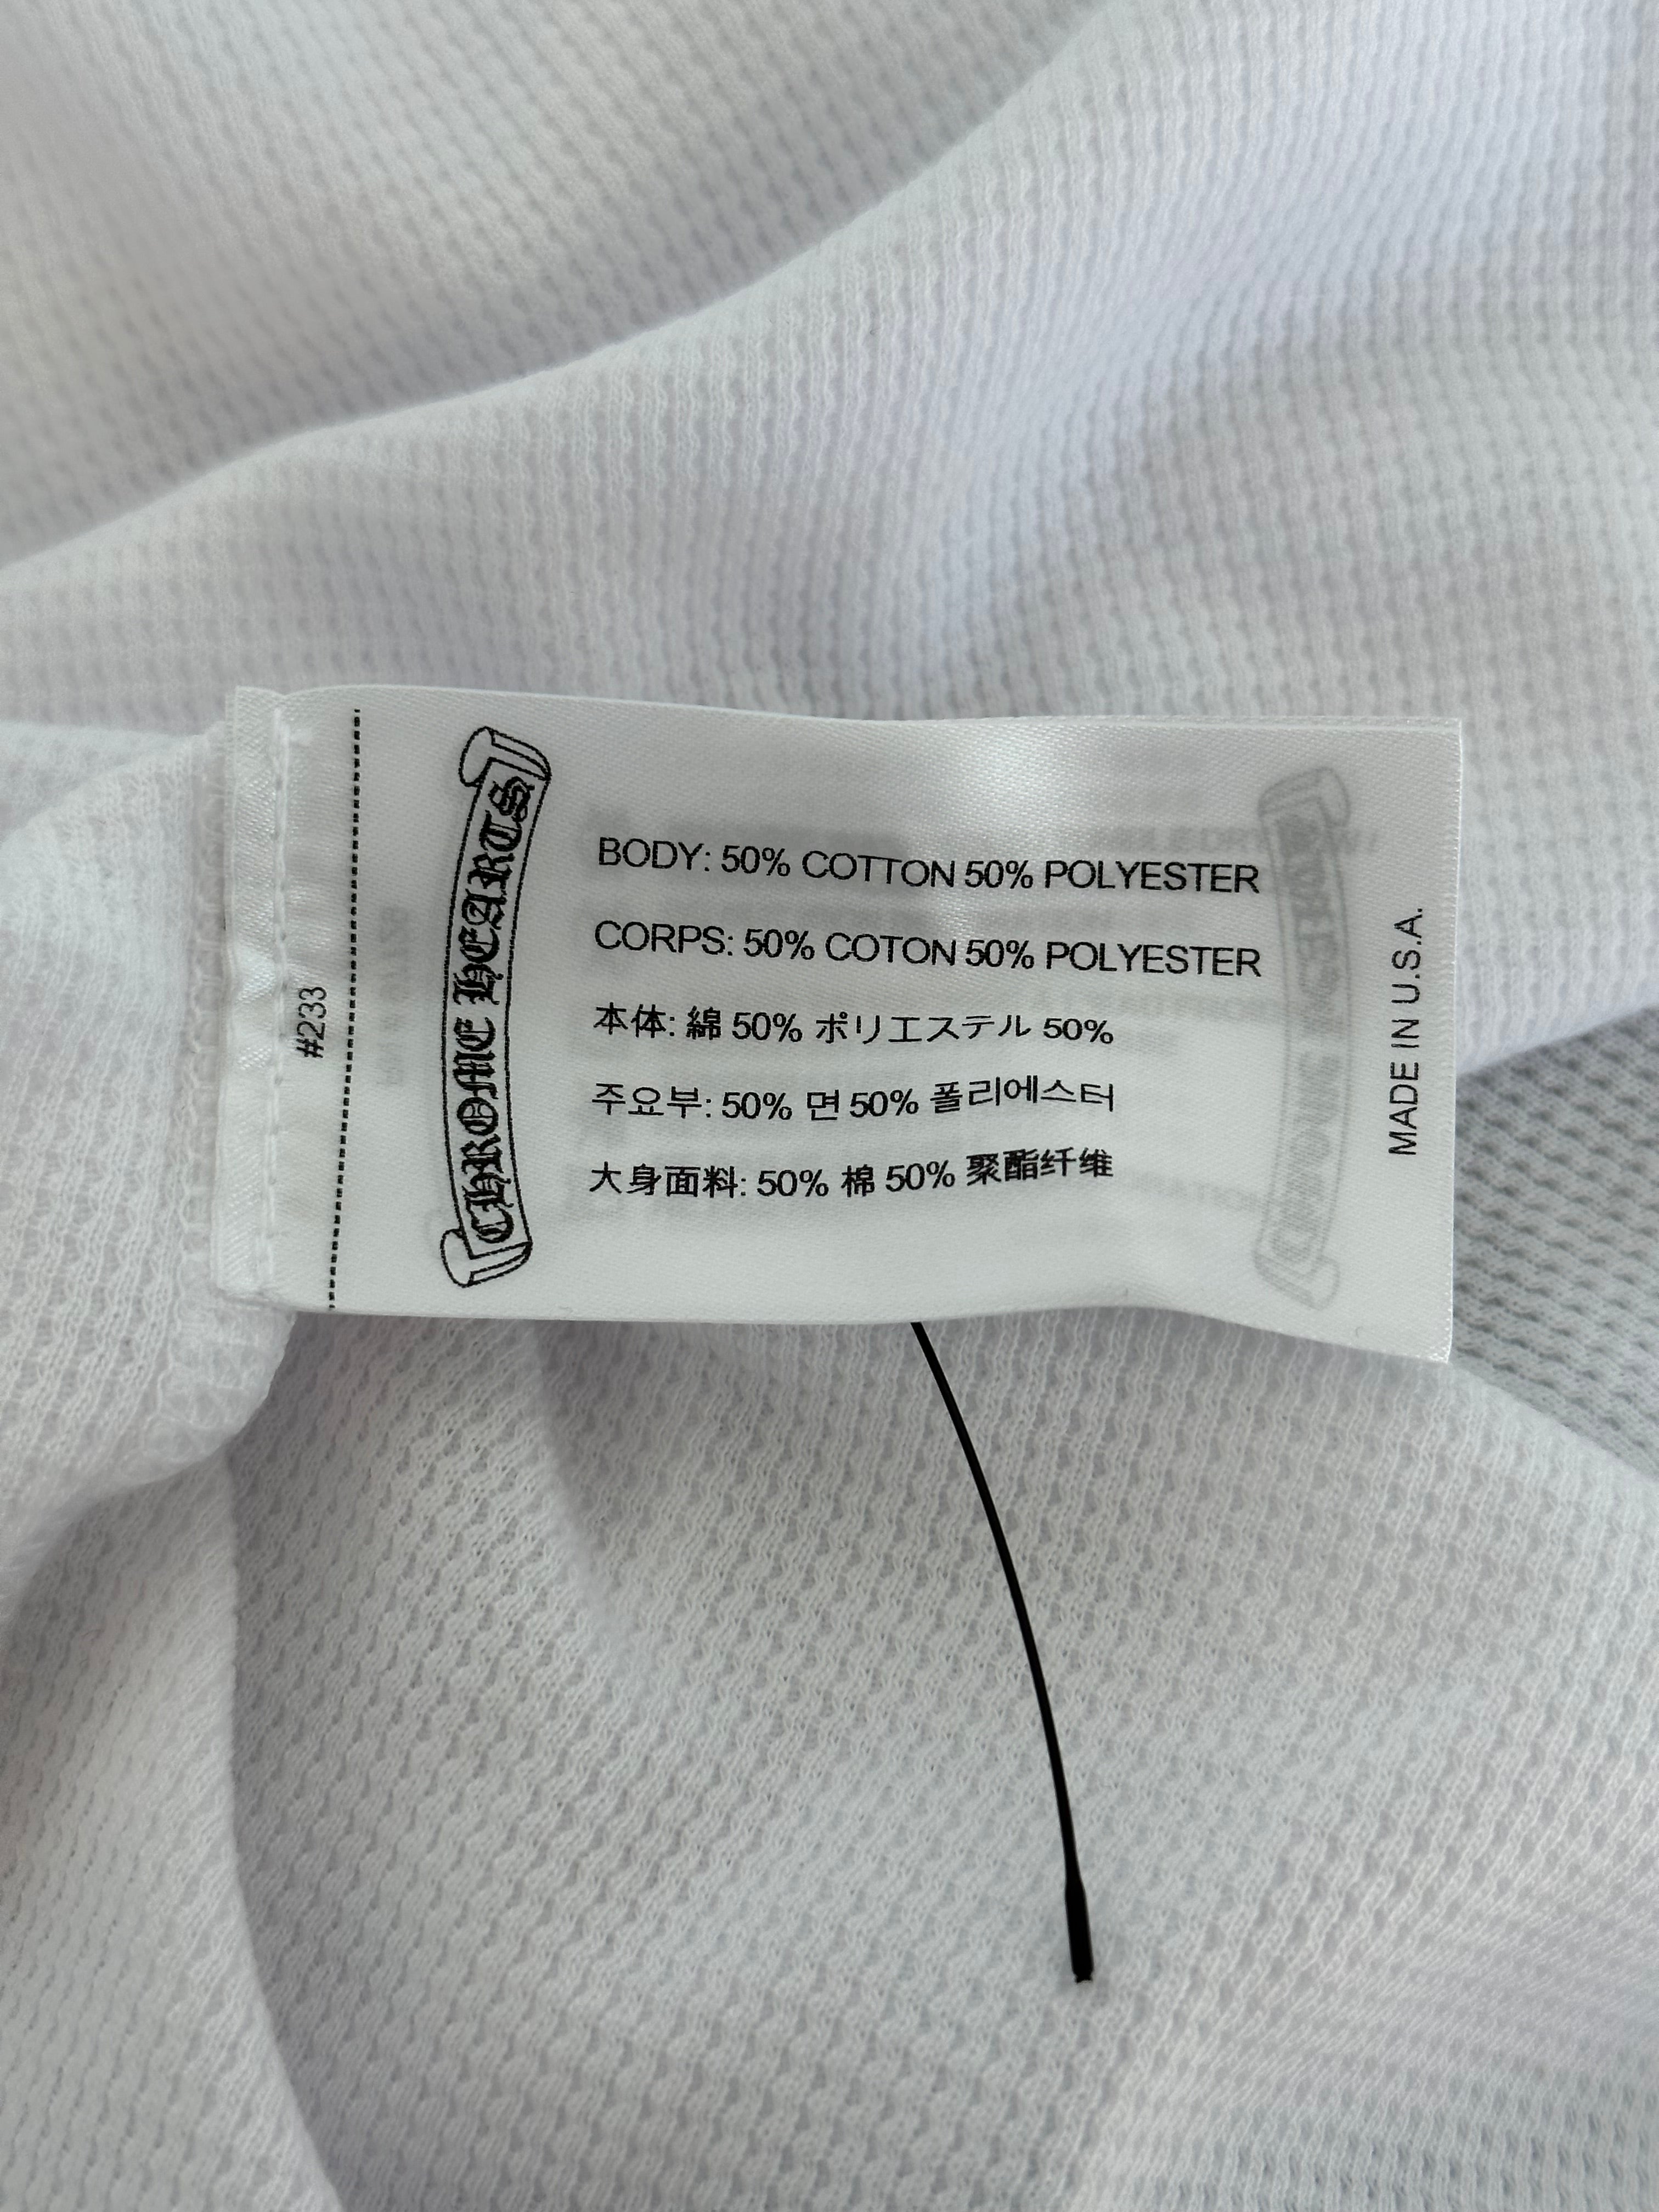 #233
CHROME HEARTS
BODY: 50% COTTON 50% POLYESTER
CORPS: 50% COTON 50% POLYESTER
本体: 綿 50% ポリエステル 50%
주요부: 50% 면 50% 폴리에스터
大身面料: 50% 棉 50% 聚酯纤维
MADE IN U.S.A.